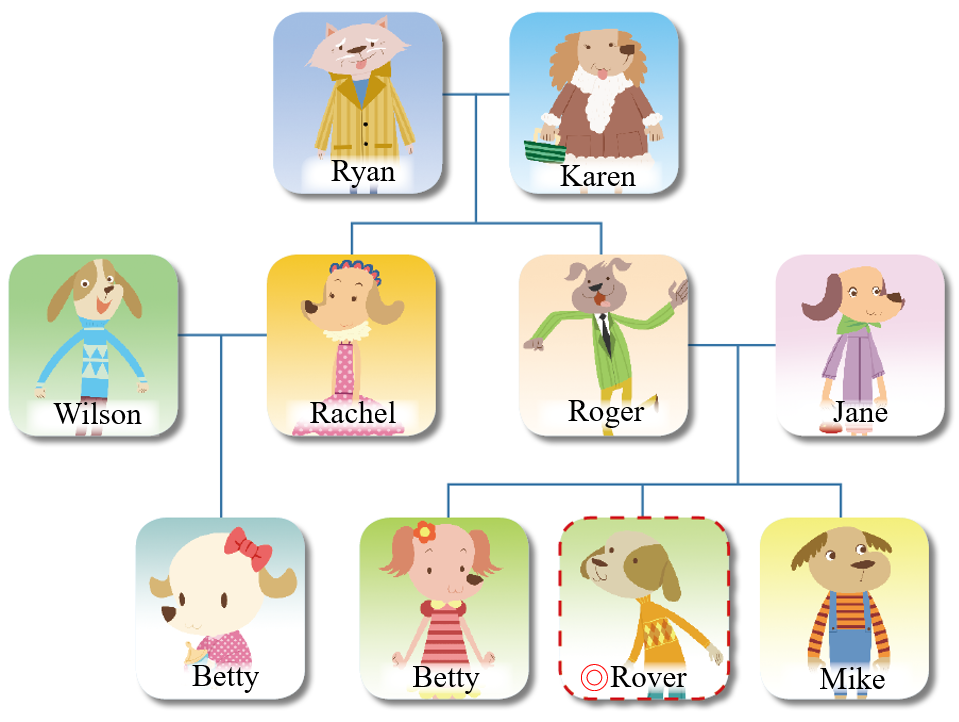 Ryan
Karen
Wilson
Rachel
Roger
Jane
Betty
Betty
◎Rover
Mike